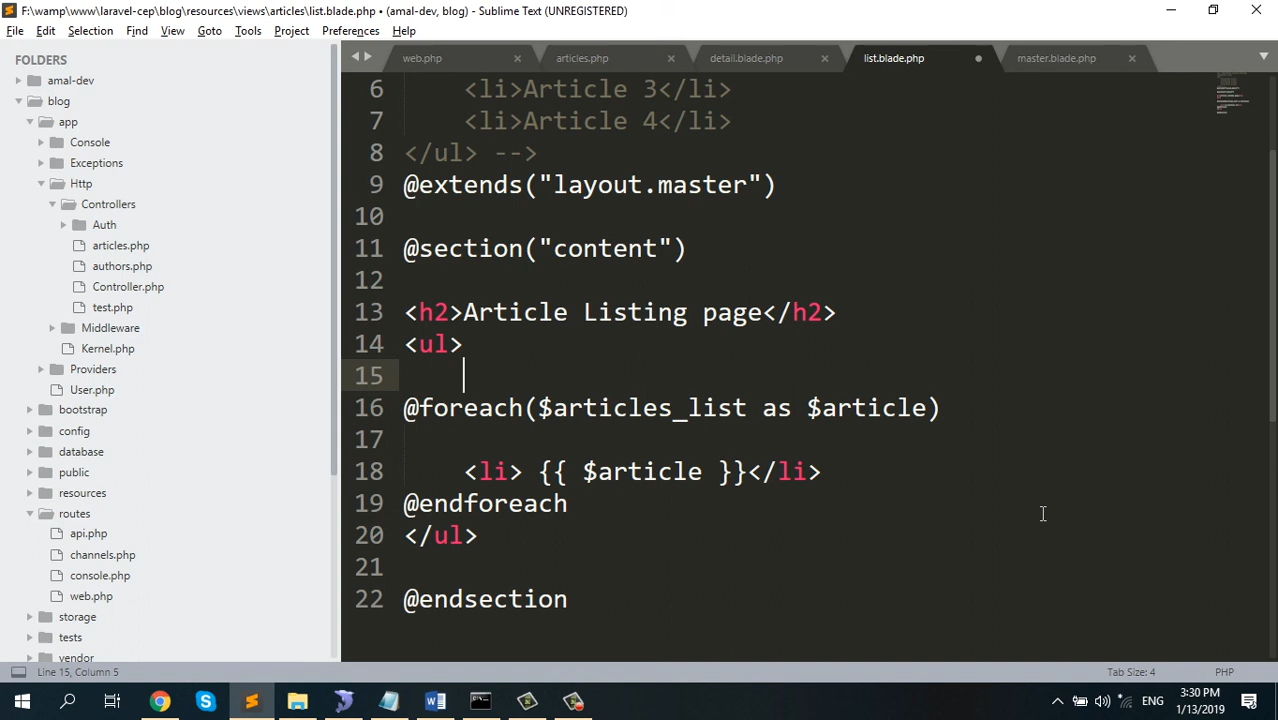 F:\wamp\www\laravel-cep\blog\resources\views\articles\list.blade.php • (amal-dev, blog) - Sublime Text (UNREGISTERED)
File Edit Selection Find View Goto Tools Project Preferences Help
FOLDERS
amal-dev
blog
app
Console
Exceptions
Http
Controllers
Auth
articles.php
authors.php
Controller.php
test.php
Middleware
Kernel.php
Providers
User.php
bootstrap
config
database
public
resources
routes
api.php
channels.php
console.php
web.php
storage
tests
vendor
web.php articles.php detail.blade.php list.blade.php master.blade.php
6 <li>Article 3</li>
7 <li>Article 4</li>
8 </ul> -->
9 @extends("layout.master")
10
11 @section("content")
12
13 <h2>Article Listing page</h2>
14 <ul>
15
16 @foreach($articles_list as $article)
17
18 <li> {{ $article }}</li>
19 @endforeach
20 </ul>
21
22 @endsection
Line 15, Column 5 Tab Size: 4 PHP
ENG 3:30 PM
1/13/2019